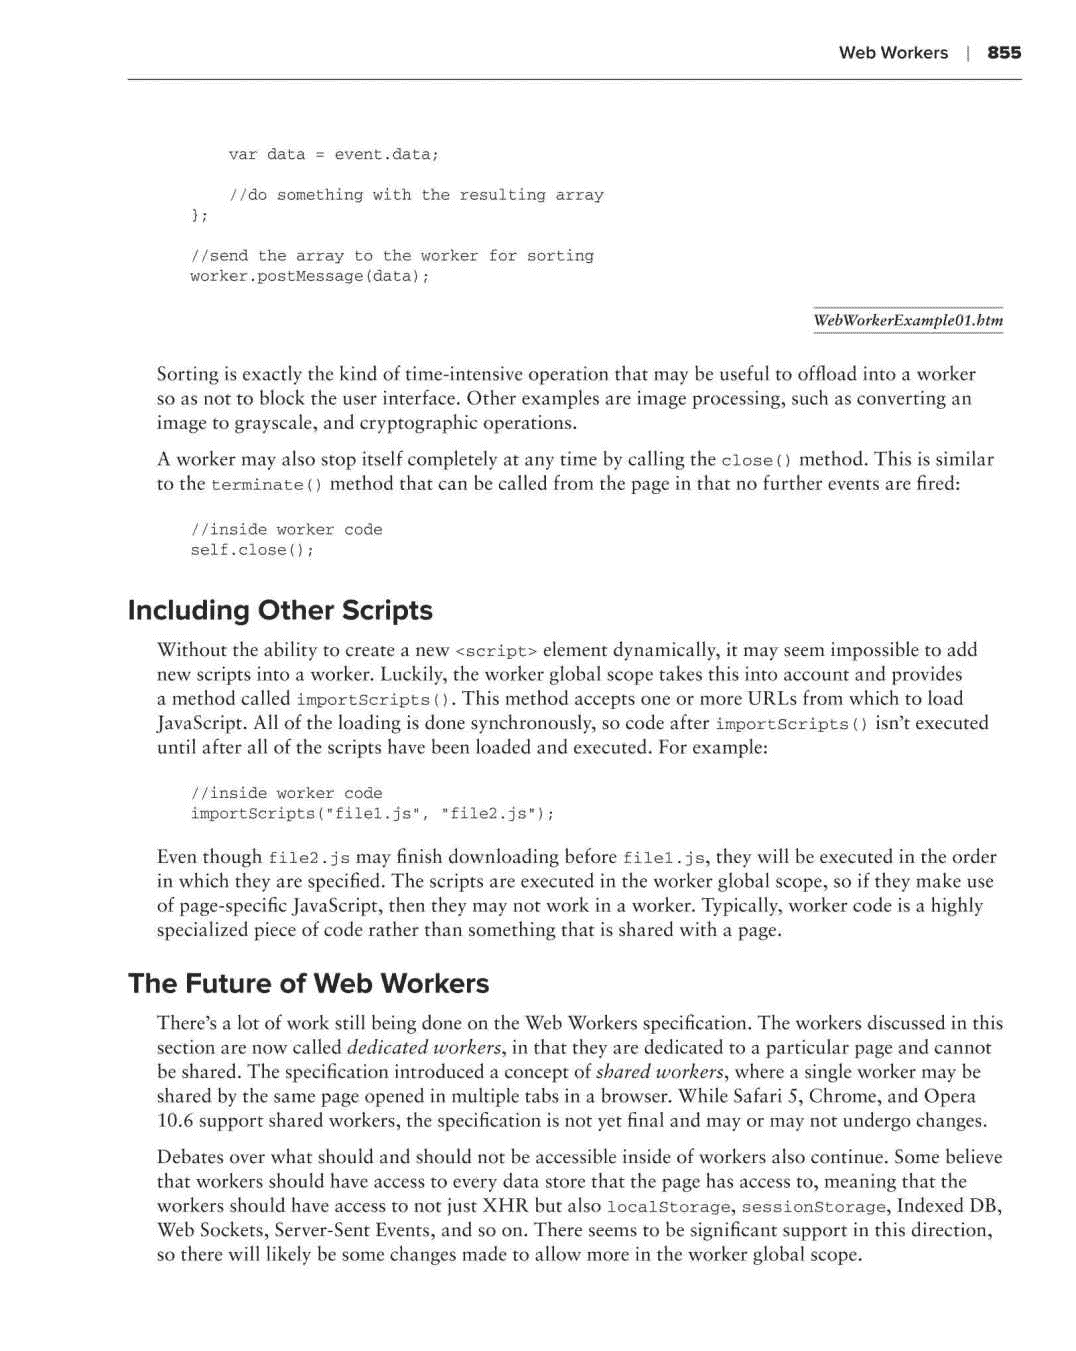 Web Workers | 855
var data = event.data;
//do something with the resulting array
};
//send the array to the worker for sorting
worker.postMessage(data);
WebWorkerExample01.htm
Sorting is exactly the kind of time-intensive operation that may be useful to offload into a worker
so as not to block the user interface. Other examples are image processing, such as converting an
image to grayscale, and cryptographic operations.
A worker may also stop itself completely at any time by calling the close() method. This is similar
to the terminate() method that can be called from the page in that no further events are fired:
//inside worker code
self.close();
Including Other Scripts
Without the ability to create a new <script> element dynamically, it may seem impossible to add
new scripts into a worker. Luckily, the worker global scope takes this into account and provides
a method called importScripts(). This method accepts one or more URLs from which to load
JavaScript. All of the loading is done synchronously, so code after importScripts() isn't executed
until after all of the scripts have been loaded and executed. For example:
//inside worker code
importScripts("file1.js", "file2.js");
Even though file2.js may finish downloading before file1.js, they will be executed in the order
in which they are specified. The scripts are executed in the worker global scope, so if they make use
of page-specific JavaScript, then they may not work in a worker. Typically, worker code is a highly
specialized piece of code rather than something that is shared with a page.
The Future of Web Workers
There's a lot of work still being done on the Web Workers specification. The workers discussed in this
section are now called dedicated workers, in that they are dedicated to a particular page and cannot
be shared. The specification introduced a concept of shared workers, where a single worker may be
shared by the same page opened in multiple tabs in a browser. While Safari 5, Chrome, and Opera
10.6 support shared workers, the specification is not yet final and may or may not undergo changes.
Debates over what should and should not be accessible inside of workers also continue. Some believe
that workers should have access to every data store that the page has access to, meaning that the
workers should have access to not just XHR but also localStorage, sessionStorage, Indexed DB,
Web Sockets, Server-Sent Events, and so on. There seems to be significant support in this direction,
so there will likely be some changes made to allow more in the worker global scope.